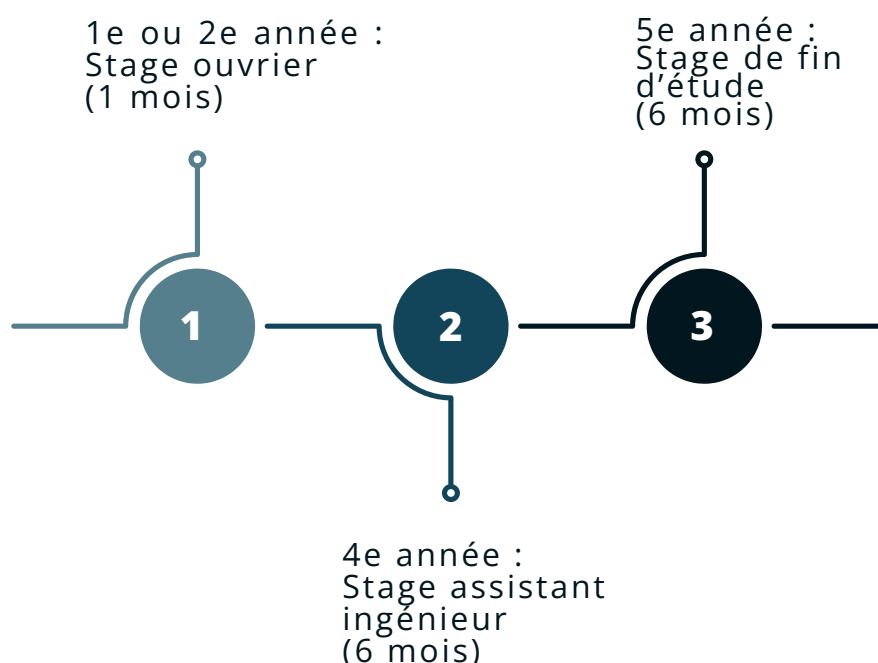 1e ou 2e année :
Stage ouvrier
(1 mois)
5e année :
Stage de fin
d'étude
(6 mois)
1
2
3
4e année :
Stage assistant
ingénieur
(6 mois)